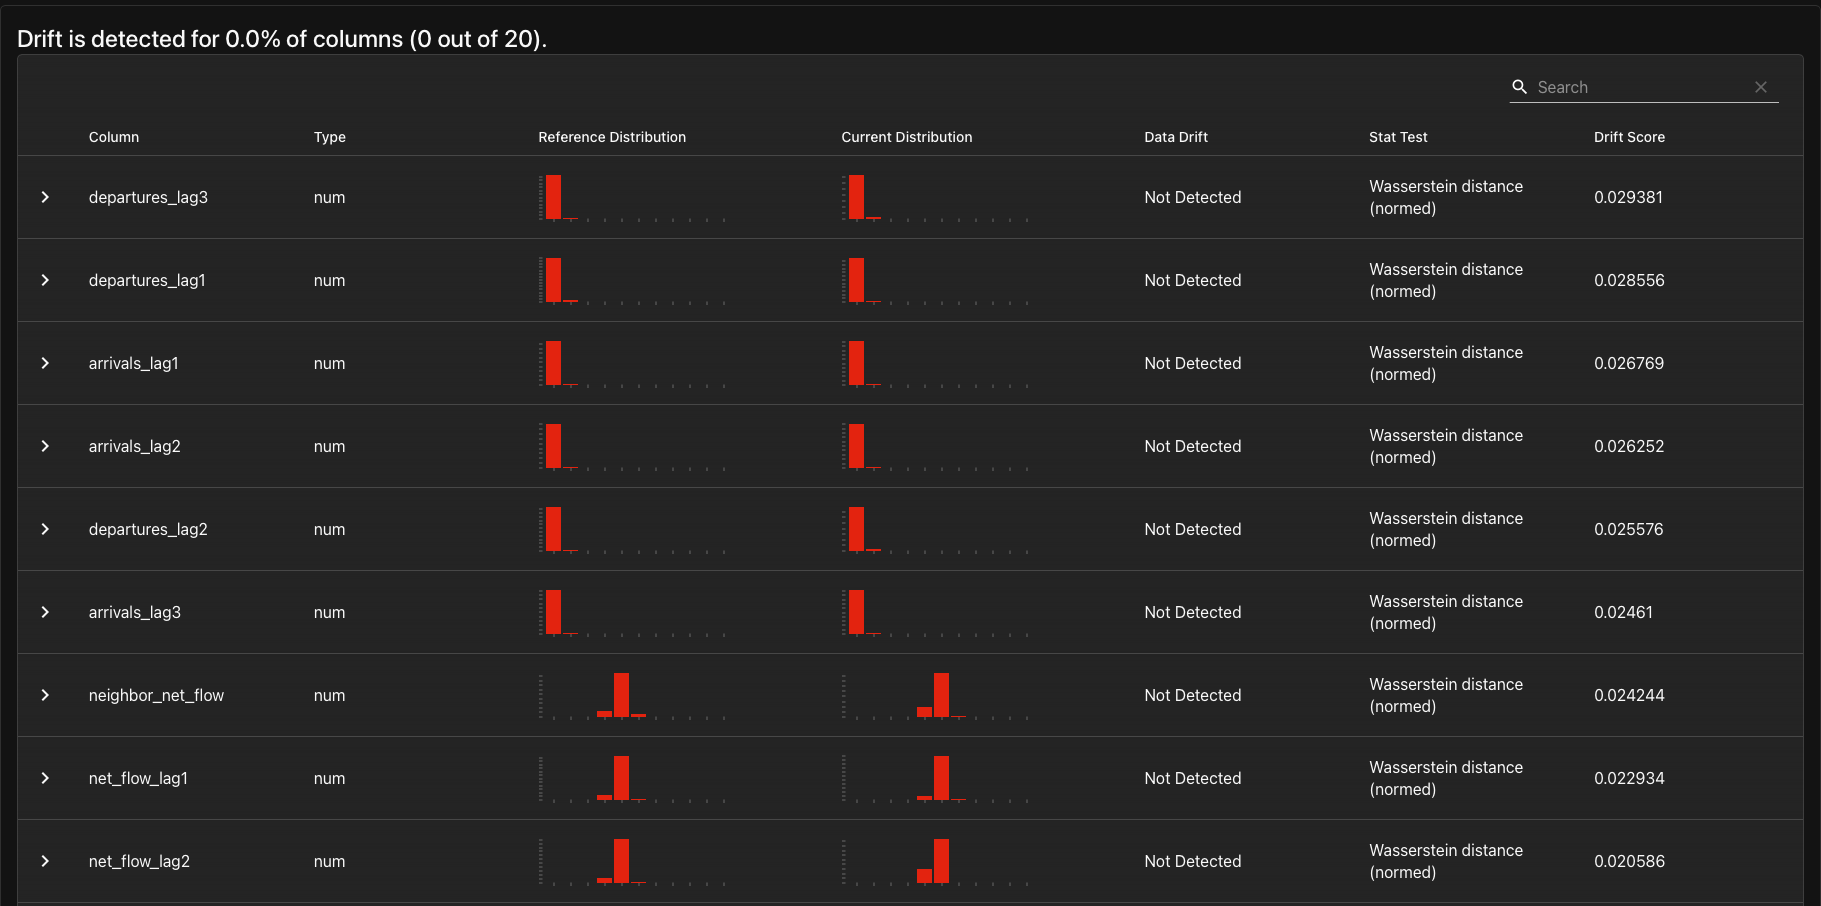 Drift is detected for 0.0% of columns (0 out of 20).
Search
Column Type Reference Distribution Current Distribution Data Drift Stat Test Drift Score
departures_lag3 num Not Detected Wasserstein distance (normed) 0.029381
departures_lag1 num Not Detected Wasserstein distance (normed) 0.028556
arrivals_lag1 num Not Detected Wasserstein distance (normed) 0.026769
arrivals_lag2 num Not Detected Wasserstein distance (normed) 0.026252
departures_lag2 num Not Detected Wasserstein distance (normed) 0.025576
arrivals_lag3 num Not Detected Wasserstein distance (normed) 0.02461
neighbor_net_flow num Not Detected Wasserstein distance (normed) 0.024244
net_flow_lag1 num Not Detected Wasserstein distance (normed) 0.022934
net_flow_lag2 num Not Detected Wasserstein distance (normed) 0.020586